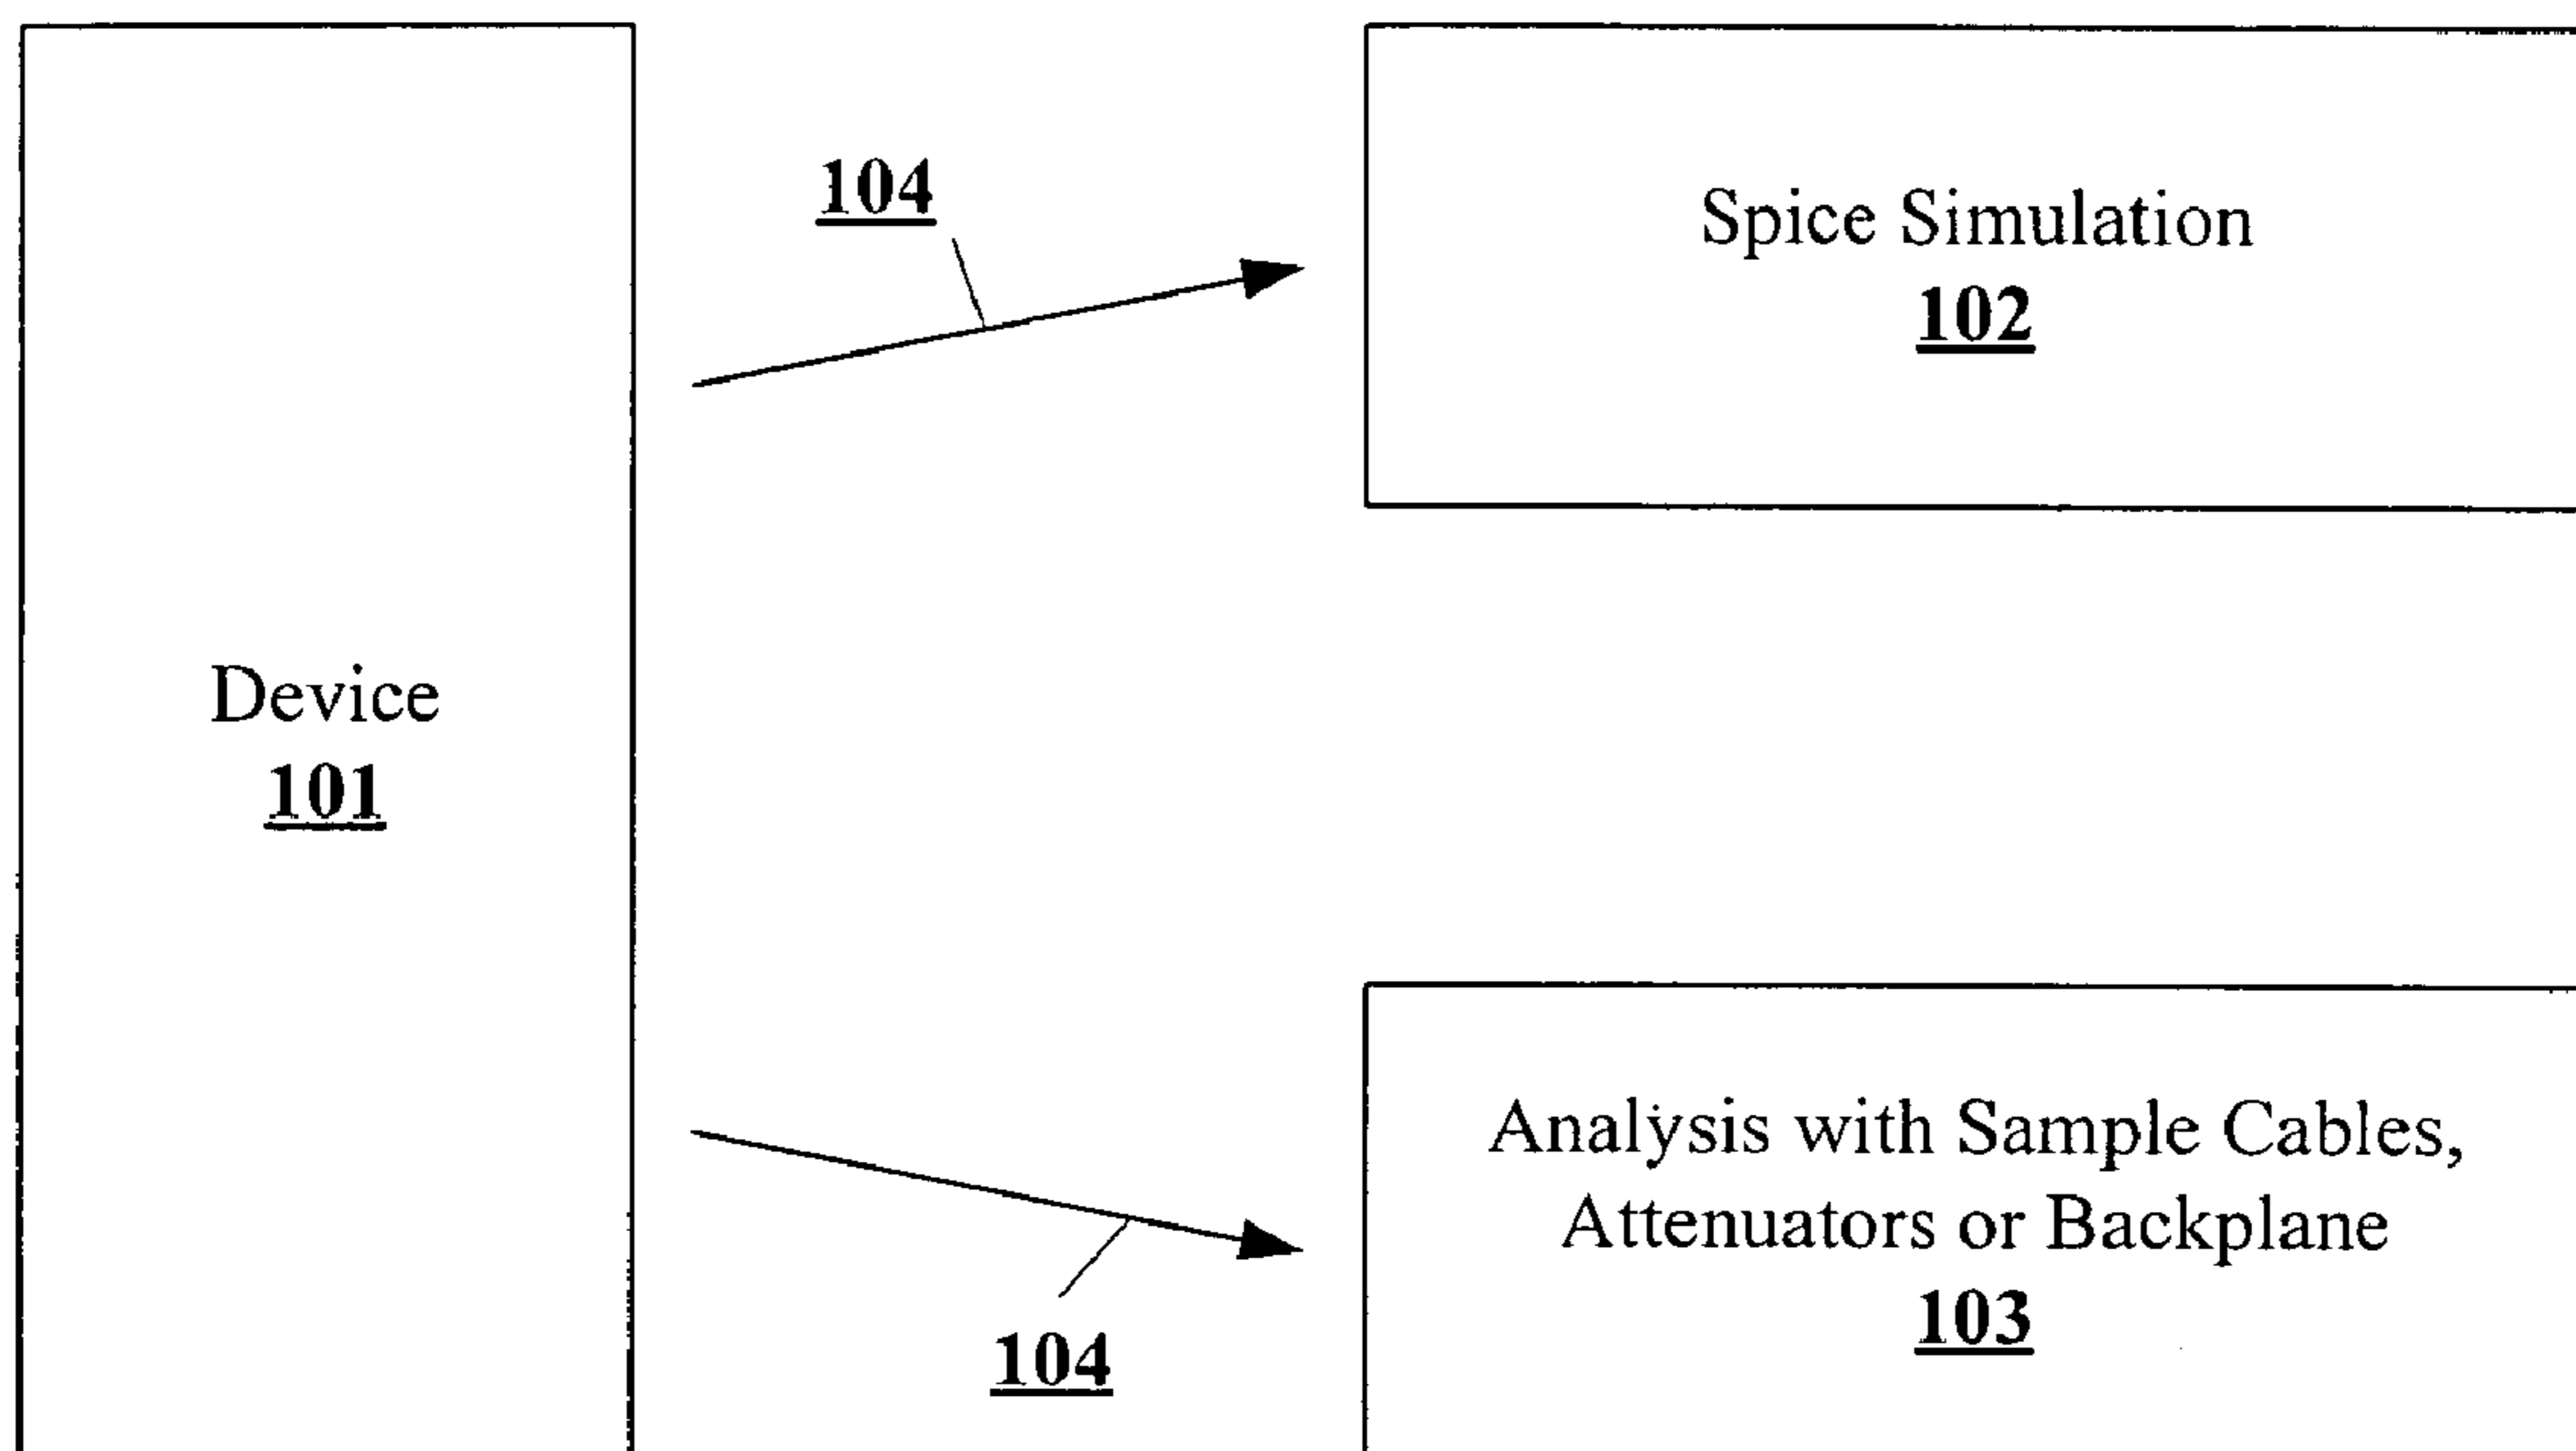 Device
101
104
Spice Simulation
102
104
Analysis with Sample Cables,
Attenuators or Backplane
103